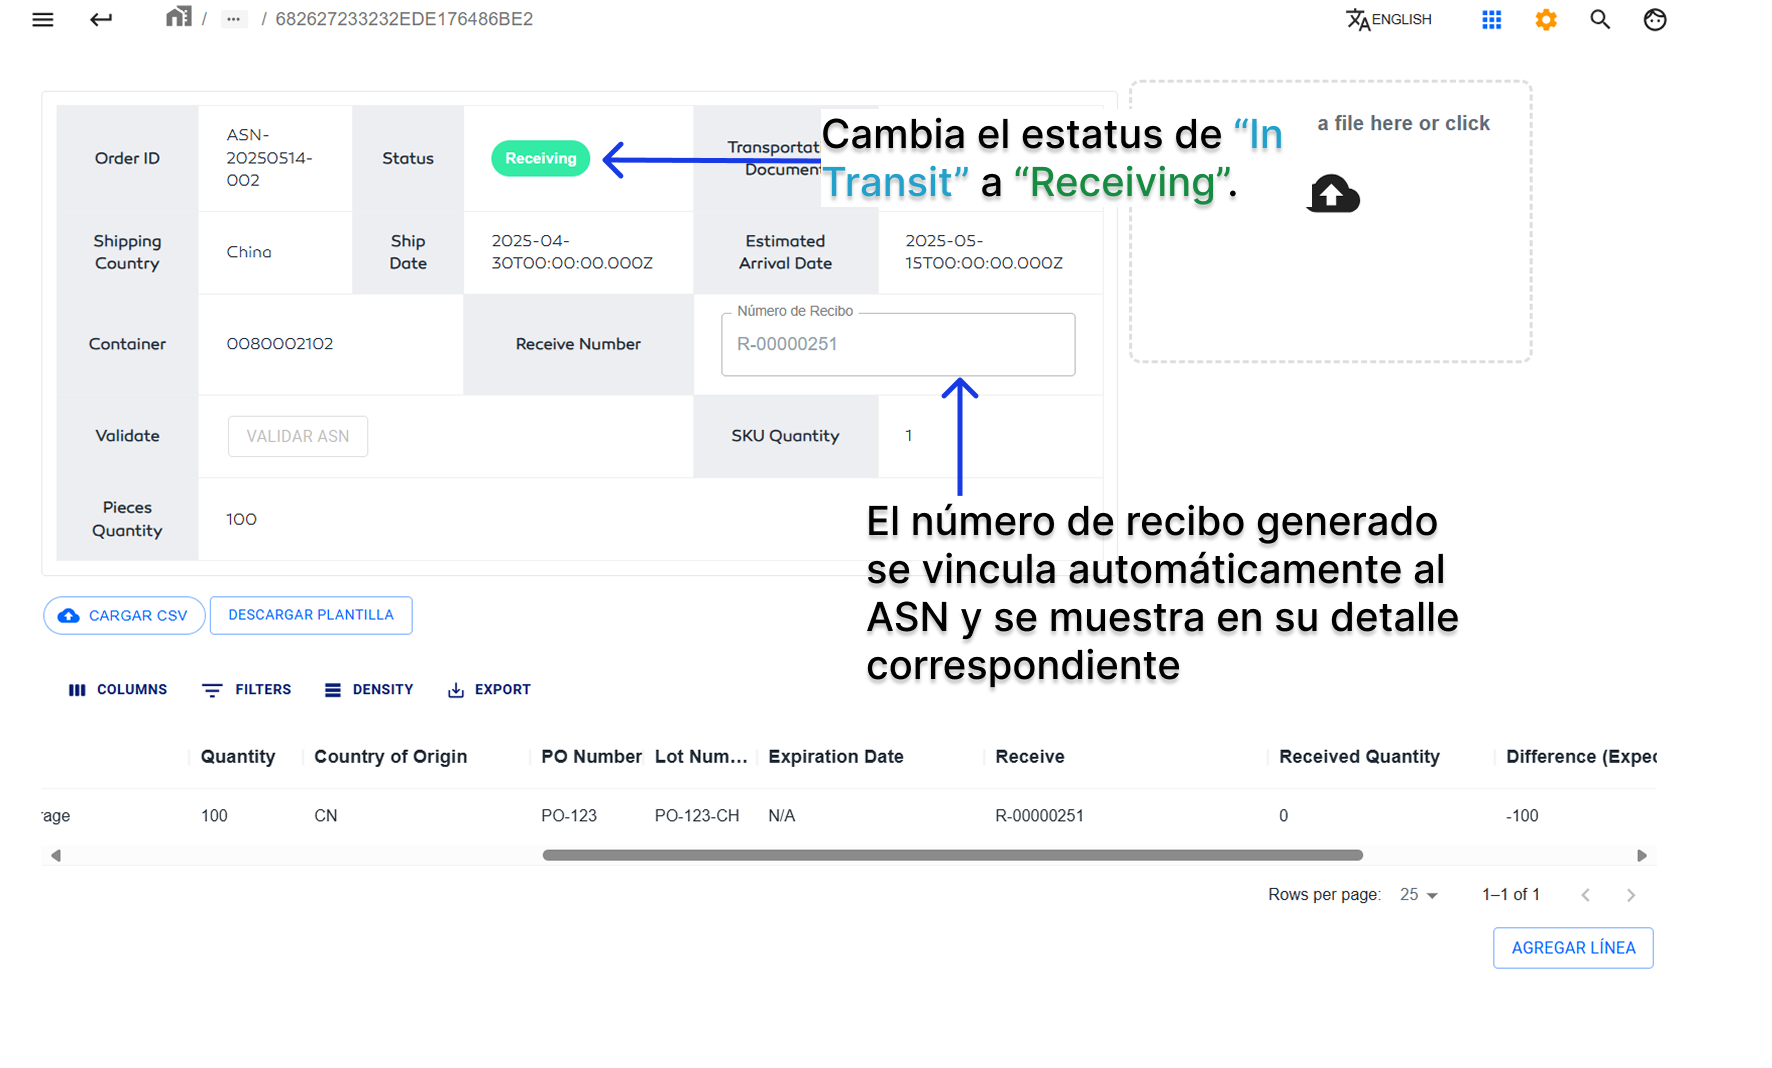 / ... / 682627233232EDE176486BE2
ENGLISH
Order ID
ASN-
20250514-
002
Status
Receiving
Document
Cambia el estatus de “In
Transit” a “Receiving”.
a file here or click
Shipping
Country
China
Ship
Date
2025-04-
30T00:00:00.000Z
Estimated
Arrival Date
2025-05-
15T00:00:00.000Z
Container
0080002102
Receive Number
Número de Recibo
R-00000251
Validate
VALIDAR ASN
SKU Quantity
1
Pieces
Quantity
100
El número de recibo generado
se vincula automáticamente al
ASN y se muestra en su detalle
correspondiente
CARGAR CSV
DESCARGAR PLANTILLA
COLUMNS
FILTERS
DENSITY
EXPORT
Quantity
Country of Origin
PO Number
Lot Num...
Expiration Date
Receive
Received Quantity
Difference (Expec
100
CN
PO-123
PO-123-CH
N/A
R-00000251
0
-100
Rows per page:
25
1–1 of 1
AGREGAR LÍNEA